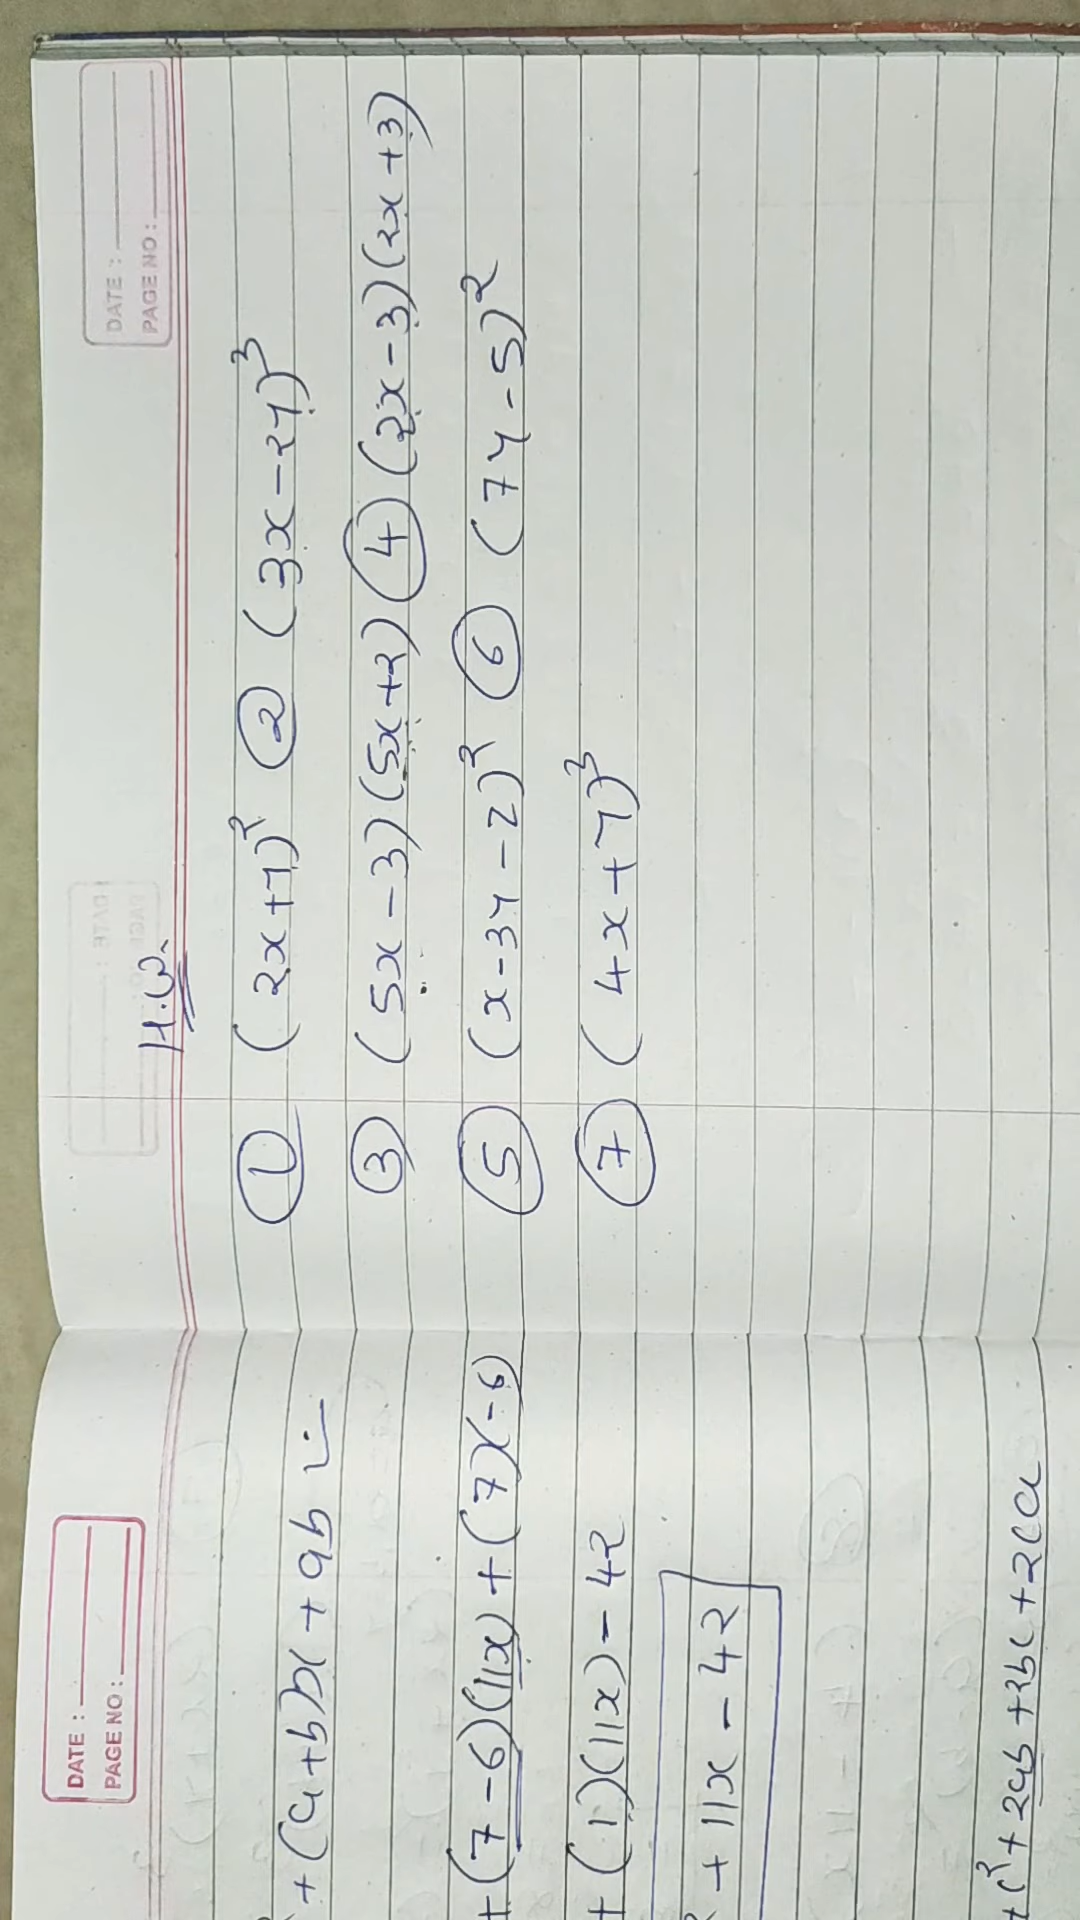 DATE :
PAGE NO :
H.W.
① (2x+7)² ② (3x-2y)³
③ (5x-3)(5x+2) ④ (2x-3)(2x+3)
⑤ (x-3y-2)² ⑥ (7y-5)²
⑦ (4x+7)³
DATE :
PAGE NO :
+(a+b)x+ab
+(7-6)(11x)+(7)(-6)
+(1)(11x)-42
+11x-42
+c²+2ab+2bc+2ca